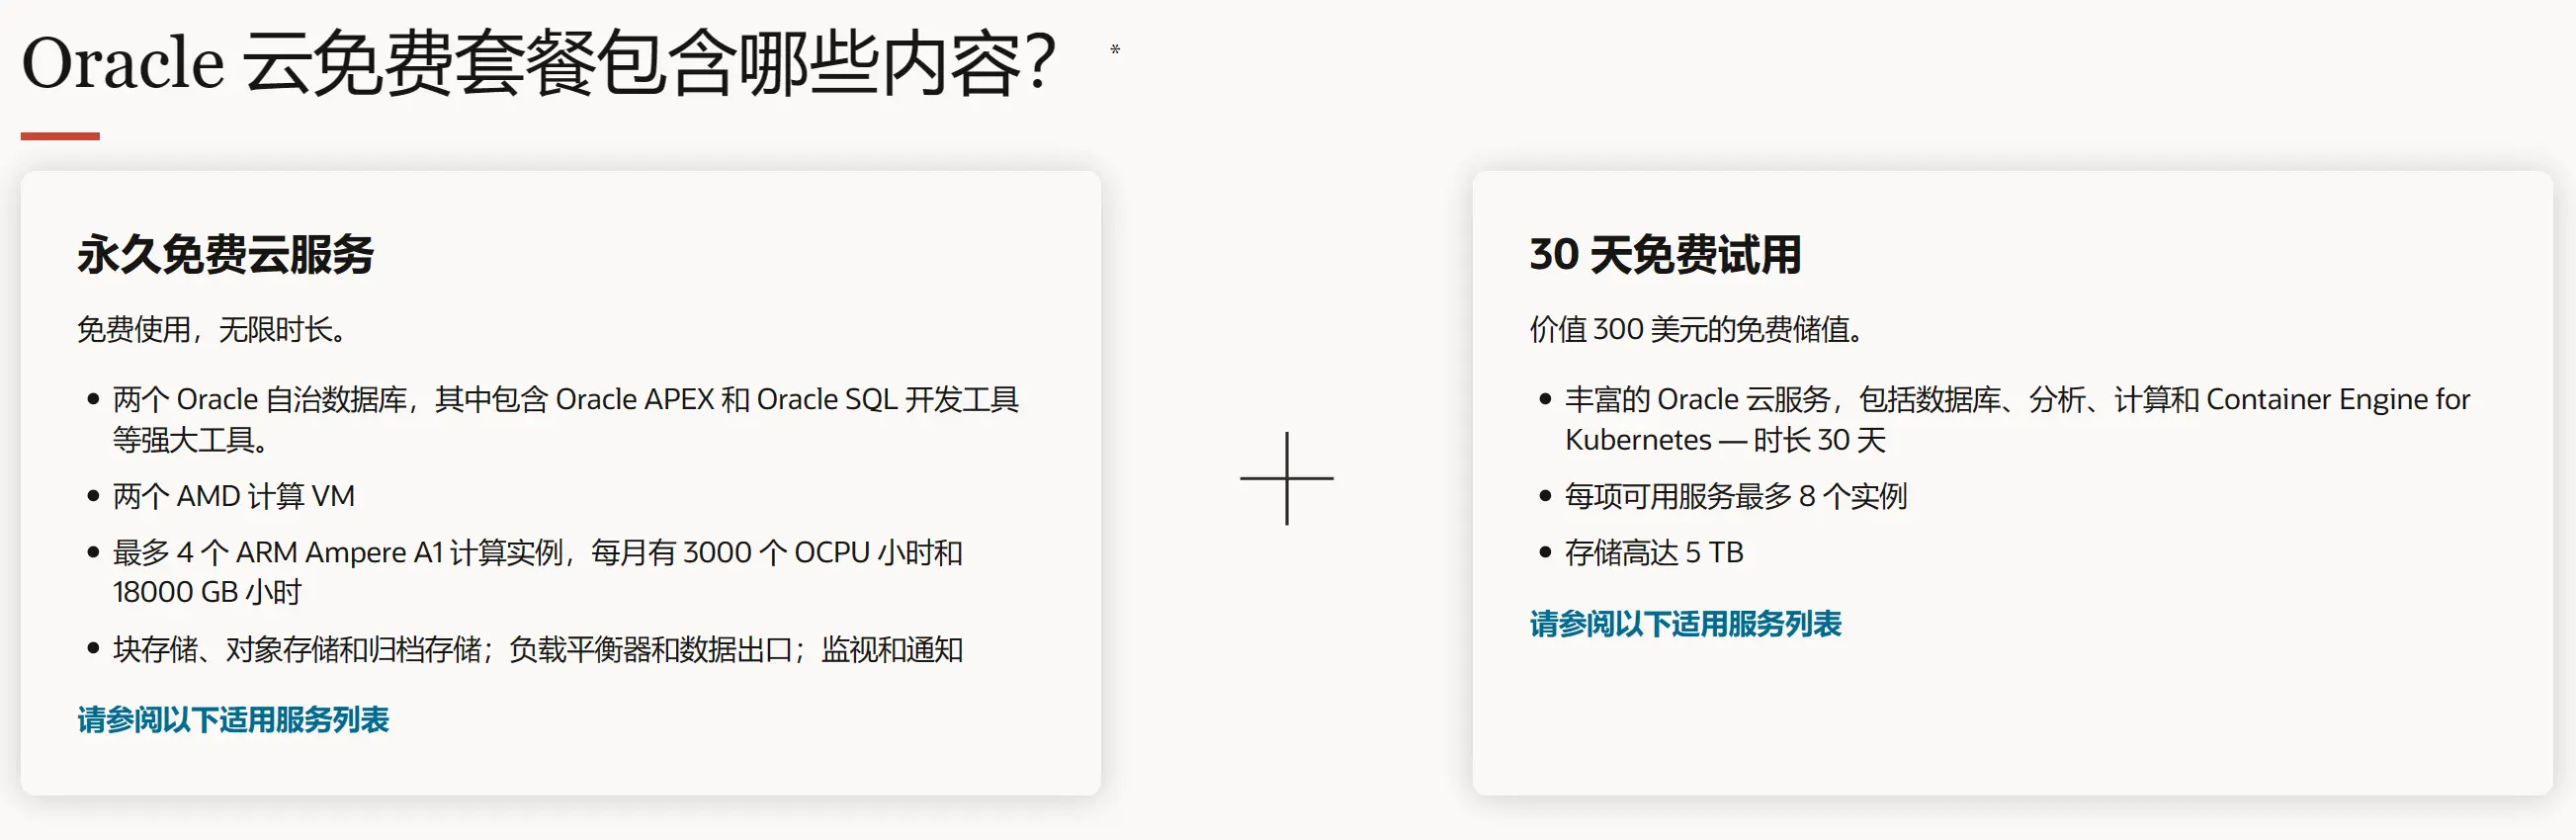 Oracle 云免费套餐包含哪些内容？ *
永久免费云服务
免费使用，无限时长。
• 两个 Oracle 自治数据库，其中包含 Oracle APEX 和 Oracle SQL 开发工具
等强大工具。
• 两个 AMD 计算 VM
• 最多 4 个 ARM Ampere A1 计算实例，每月有 3000 个 OCPU 小时和
18000 GB 小时
• 块存储、对象存储和归档存储；负载平衡器和数据出口；监视和通知
请参阅以下适用服务列表
30 天免费试用
价值 300 美元的免费储值。
• 丰富的 Oracle 云服务，包括数据库、分析、计算和 Container Engine for
Kubernetes — 时长 30 天
• 每项可用服务最多 8 个实例
• 存储高达 5 TB
请参阅以下适用服务列表